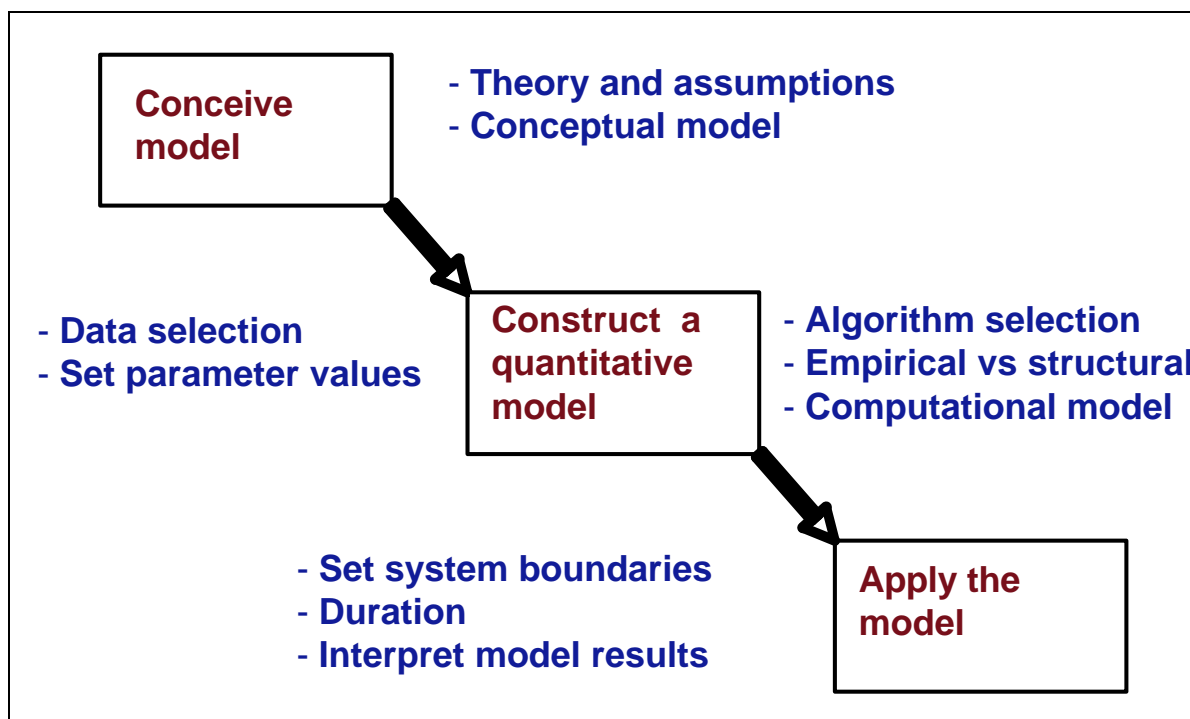 Conceive
model
- Theory and assumptions
- Conceptual model
- Data selection
- Set parameter values
Construct a
quantitative
model
- Algorithm selection
- Empirical vs structural
- Computational model
- Set system boundaries
- Duration
- Interpret model results
Apply the
model